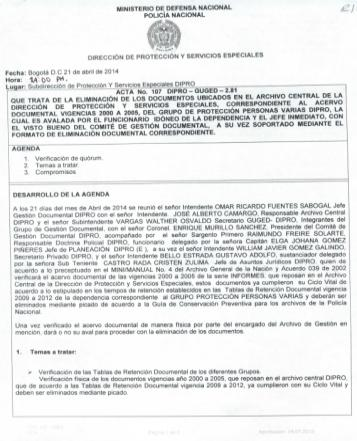 MINISTERIO DE DEFENSA NACIONAL
POLICÍA NACIONAL
DIRECCIÓN DE PROTECCIÓN Y SERVICIOS ESPECIALES
Fecha: Bogotá D.C 21 de abril de 2014
Hora:
Lugar: Subdirección de Protección Y Servicios Especiales DIPRO
ACTA No. 107 DIPRO – GUGED – 2.81
QUE TRATA DE LA ELIMINACIÓN DE LOS DOCUMENTOS UBICADOS EN EL ARCHIVO CENTRAL DE LA
DIRECCIÓN DE PROTECCIÓN Y SERVICIOS ESPECIALES, CORRESPONDIENTE AL ACERVO
DOCUMENTAL VIGENCIAS 2000 A 2005, DEL GRUPO DE PROTECCIÓN PERSONAS VARIAS DIPRO, LA
CUAL ES AVALADA POR EL FUNCIONARIO IDÓNEO DE LA DEPENDENCIA Y EL JEFE INMEDIATO, CON
EL VISTO BUENO DEL COMITÉ DE GESTIÓN DOCUMENTAL, A SU VEZ SOPORTADO MEDIANTE EL
FORMATO DE ELIMINACIÓN DOCUMENTAL CORRESPONDIENTE.
AGENDA
1. Verificación de quórum.
2. Temas a tratar.
3. Compromisos
DESARROLLO DE LA AGENDA
A los 21 días del mes de Abril de 2014 se reunió el señor Intendente OMAR RICARDO FUENTES SABOGAL Jefe
Gestión Documental DIPRO con el señor Intendente. JOSÉ ALBERTO CAMARGO, Responsable Archivo Central
DIPRO y el señor Subintendente VARGAS WALTHER OSVALDO Secretario GUGED- DIPRO, Integrantes del
Grupo de Gestión Documental, con el señor Coronel. ENRIQUE MURILLO SANCHEZ, Presidente del Comité de
Gestión Documental DIPRO, acompañado por el señor Sargento Primero RAIMUNDO FREIRE SOLARTE,
Responsable Doctrina Policial DIPRO, funcionario delegado por la señora Capitán ELGA JOHANA GOMEZ
PIÑERES Jefe de PLANEACIÓN DIPRO (E ), a su vez el señor Intendente WILLIAM JAVIER GOMEZ GALINDO,
Secretario Privado DIPRO, y el señor Intendente BELLO ESTRADA GUSTAVO ADOLFO, sustanciador delegado
por la señora Sub Teniente CASTRO RADA CRISTEN ZULIMA, Jefe de Asuntos Jurídicos DIPRO, quien de
acuerdo a lo preceptuado en el MINI/MANUAL No. 4 del Archivo General de la Nación y Acuerdo 039 de 2002
verificará el acervo documental de las vigencias 2000 a 2005 de la serie INFORMES. que reposan en el Archivo
Central de la Dirección de Protección y Servicios Especiales, estos documentos ya cumplieron su Ciclo Vital de
acuerdo a lo estipulado en los tiempos de retención establecidos en las Tablas de Retención Documental vigencia
2009 a 2012 de la dependencia correspondiente al GRUPO PROTECCIÓN PERSONAS VARIAS y deberán ser
eliminados mediante picado de acuerdo a la Guía de Conservación Preventiva para los archivos de la Policía
Nacional.
Una vez verificado el acervo documental de manera física por parte del encargado del Archivo de Gestión en
mención, dará o no su aval para proceder con la eliminación de los documentos.
1. Temas a tratar:
➢ Verificación de las Tablas de Retención Documental de los diferentes Grupos.
Verificación física de los documentos vigencias año 2000 a 2005, que reposan en el archivo central DIPRO,
que de acuerdo a las Tablas de Retención Documental vigencia 2009 a 2012, ya cumplieron con su Ciclo Vital y
deben ser eliminados mediante picado.